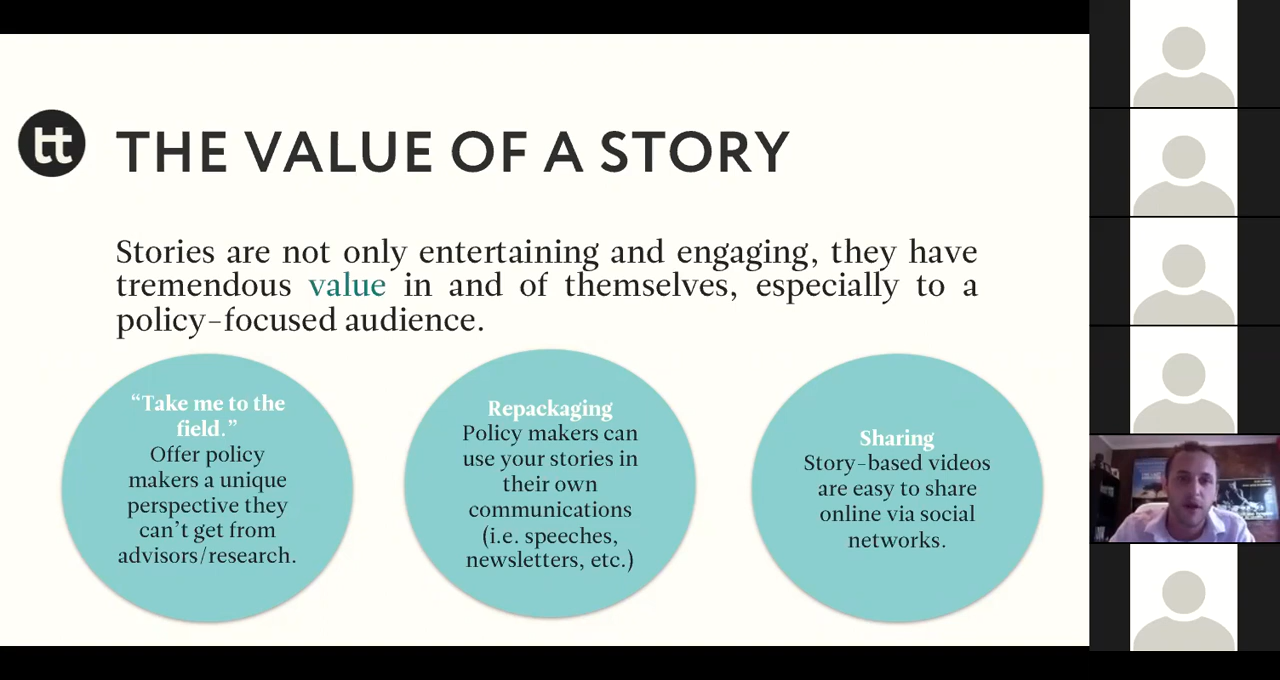 tt
THE VALUE OF A STORY
Stories are not only entertaining and engaging, they have
tremendous value in and of themselves, especially to a
policy-focused audience.
“Take me to the
field.”
Offer policy
makers a unique
perspective they
can’t get from
advisors/research.
Repackaging
Policy makers can
use your stories in
their own
communications
(i.e. speeches,
newsletters, etc.)
Sharing
Story-based videos
are easy to share
online via social
networks.